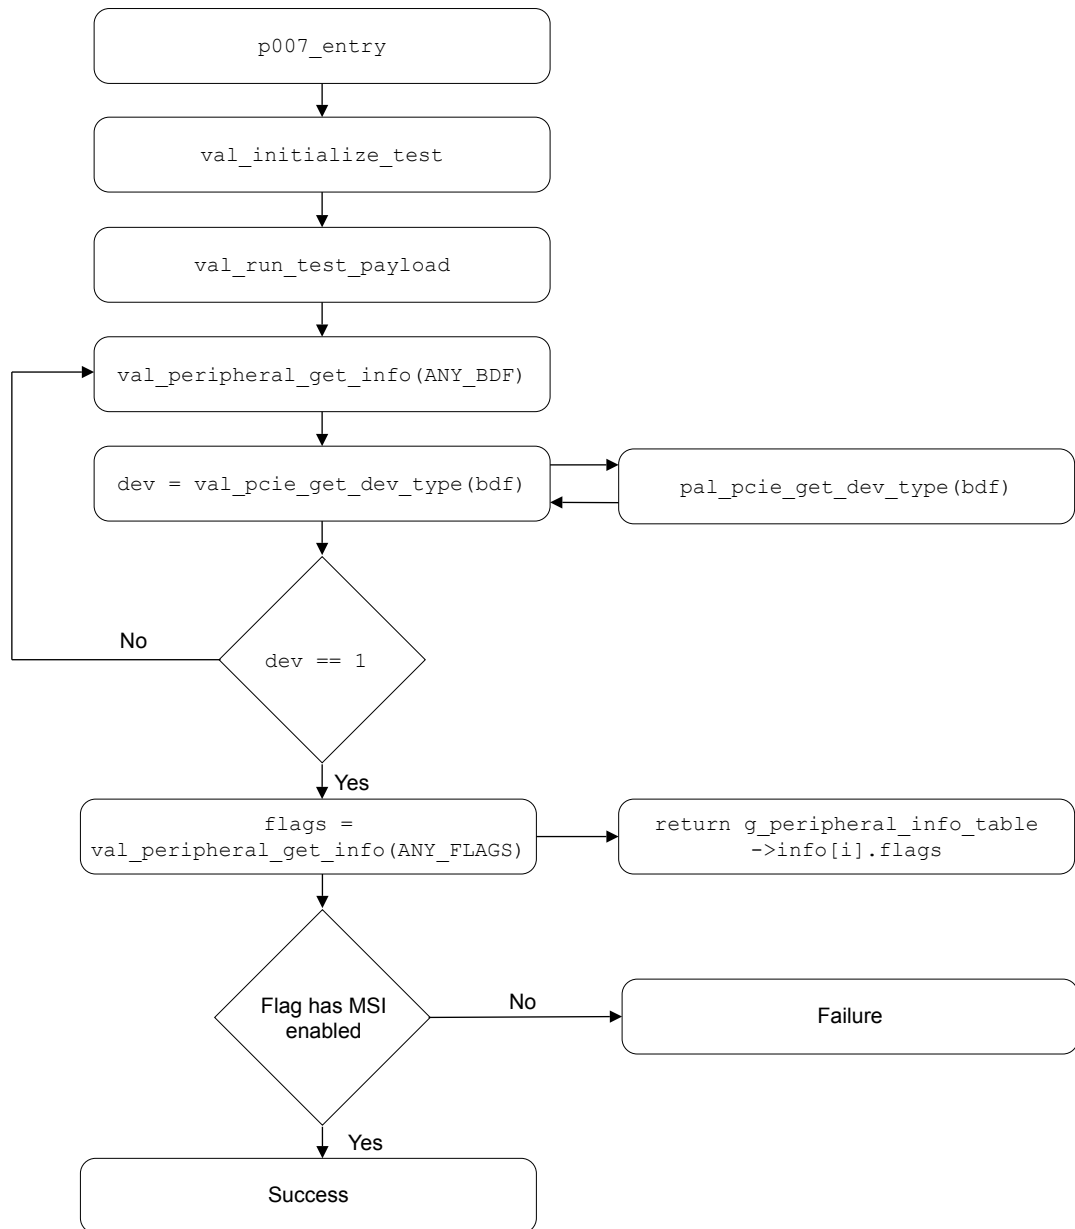 p007_entry
val_initialize_test
val_run_test_payload
val_peripheral_get_info(ANY_BDF)
dev = val_pcie_get_dev_type(bdf)
pal_pcie_get_dev_type(bdf)
No
dev == 1
Yes
flags =
val_peripheral_get_info(ANY_FLAGS)
return g_peripheral_info_table
->info[i].flags
Flag has MSI
enabled
No
Failure
Yes
Success